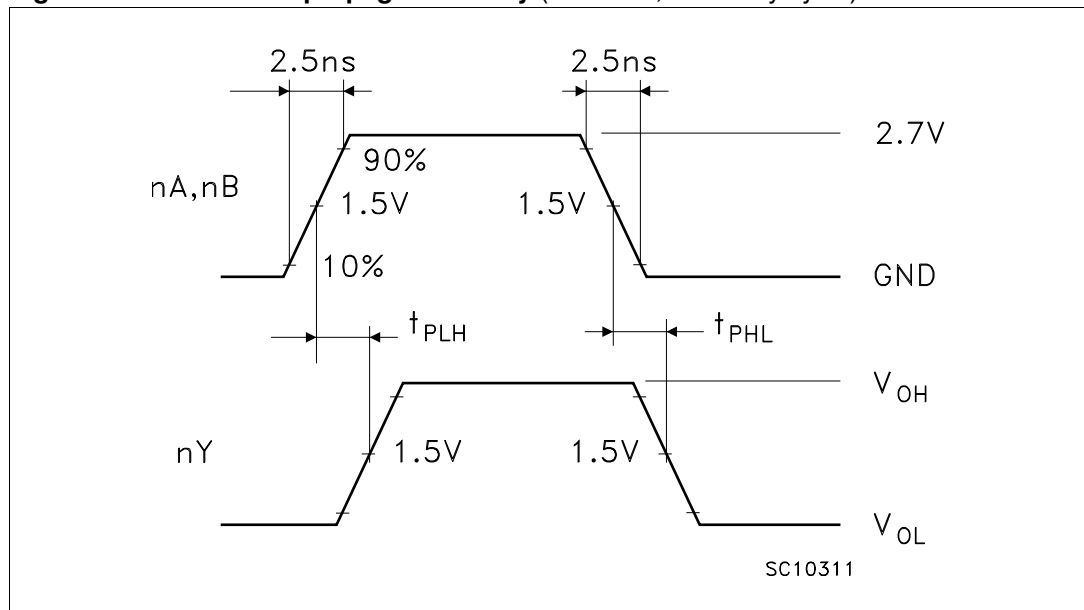 2.5ns 2.5ns
2.7V
90%
nA,nB 1.5V 1.5V
10%
GND
tPLH tPHL
VOH
nY 1.5V 1.5V
VOL
SC10311